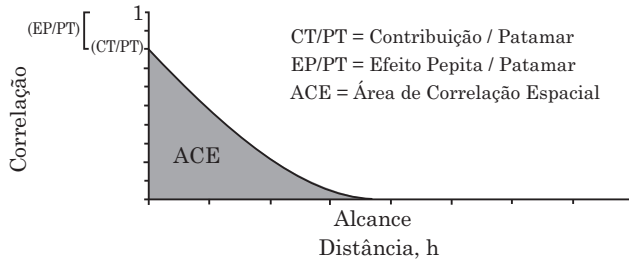 1
(EP/PT)
(CT/PT)
CT/PT = Contribuição / Patamar
EP/PT = Efeito Pepita / Patamar
ACE = Área de Correlação Espacial
Correlação
ACE
Alcance
Distância, h